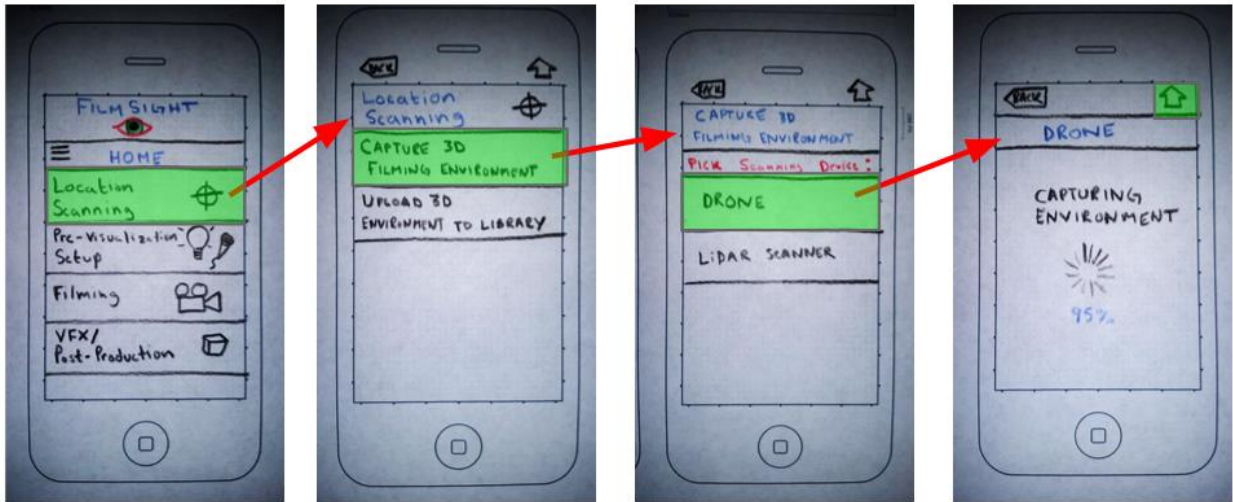 FILMSIGHT
HOME
Location
Scanning
Pre-Visualization
Setup
Filming
VFX/
Post-Production
BACK
Location
Scanning
CAPTURE 3D
FILMING ENVIRONMENT
UPLOAD 3D
ENVIRONMENT TO LIBRARY
BACK
CAPTURE 3D
FILMING ENVIRONMENT
PICK Scanning Device:
DRONE
LiDAR SCANNER
BACK
DRONE
CAPTURING
ENVIRONMENT
95%